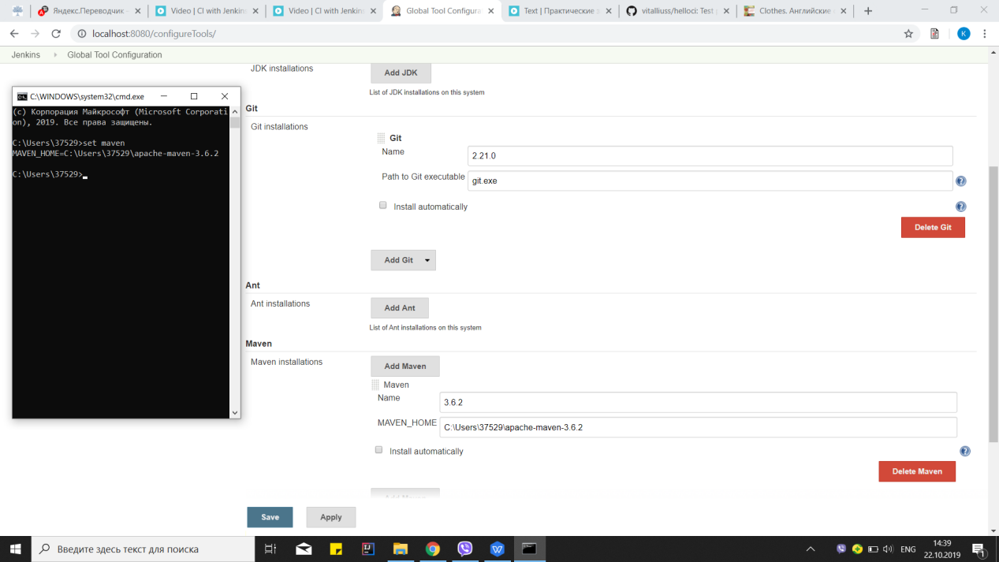 Яндекс.Переводчик –
Video | CI with Jenkins
Video | CI with Jenkins
Global Tool Configura
Text | Практические з
vitalliuss/helloci: Test
Clothes. Английские
localhost:8080/configureTools/
K
Jenkins
Global Tool Configuration
JDK installations
Add JDK
List of JDK installations on this system
C:\WINDOWS\system32\cmd.exe
(c) Корпорация Майкрософт (Microsoft Corporati
on), 2019. Все права защищены.
C:\Users\37529>set maven
MAVEN_HOME=C:\Users\37529\apache-maven-3.6.2
C:\Users\37529>
Git
Git installations
Git
Name
2.21.0
Path to Git executable
git.exe
Install automatically
Delete Git
Add Git
Ant
Ant installations
Add Ant
List of Ant installations on this system
Maven
Maven installations
Add Maven
Maven
Name
3.6.2
MAVEN_HOME
C:\Users\37529\apache-maven-3.6.2
Install automatically
Delete Maven
Add Maven
Save
Apply
Введите здесь текст для поиска
ENG
14:39
22.10.2019
1